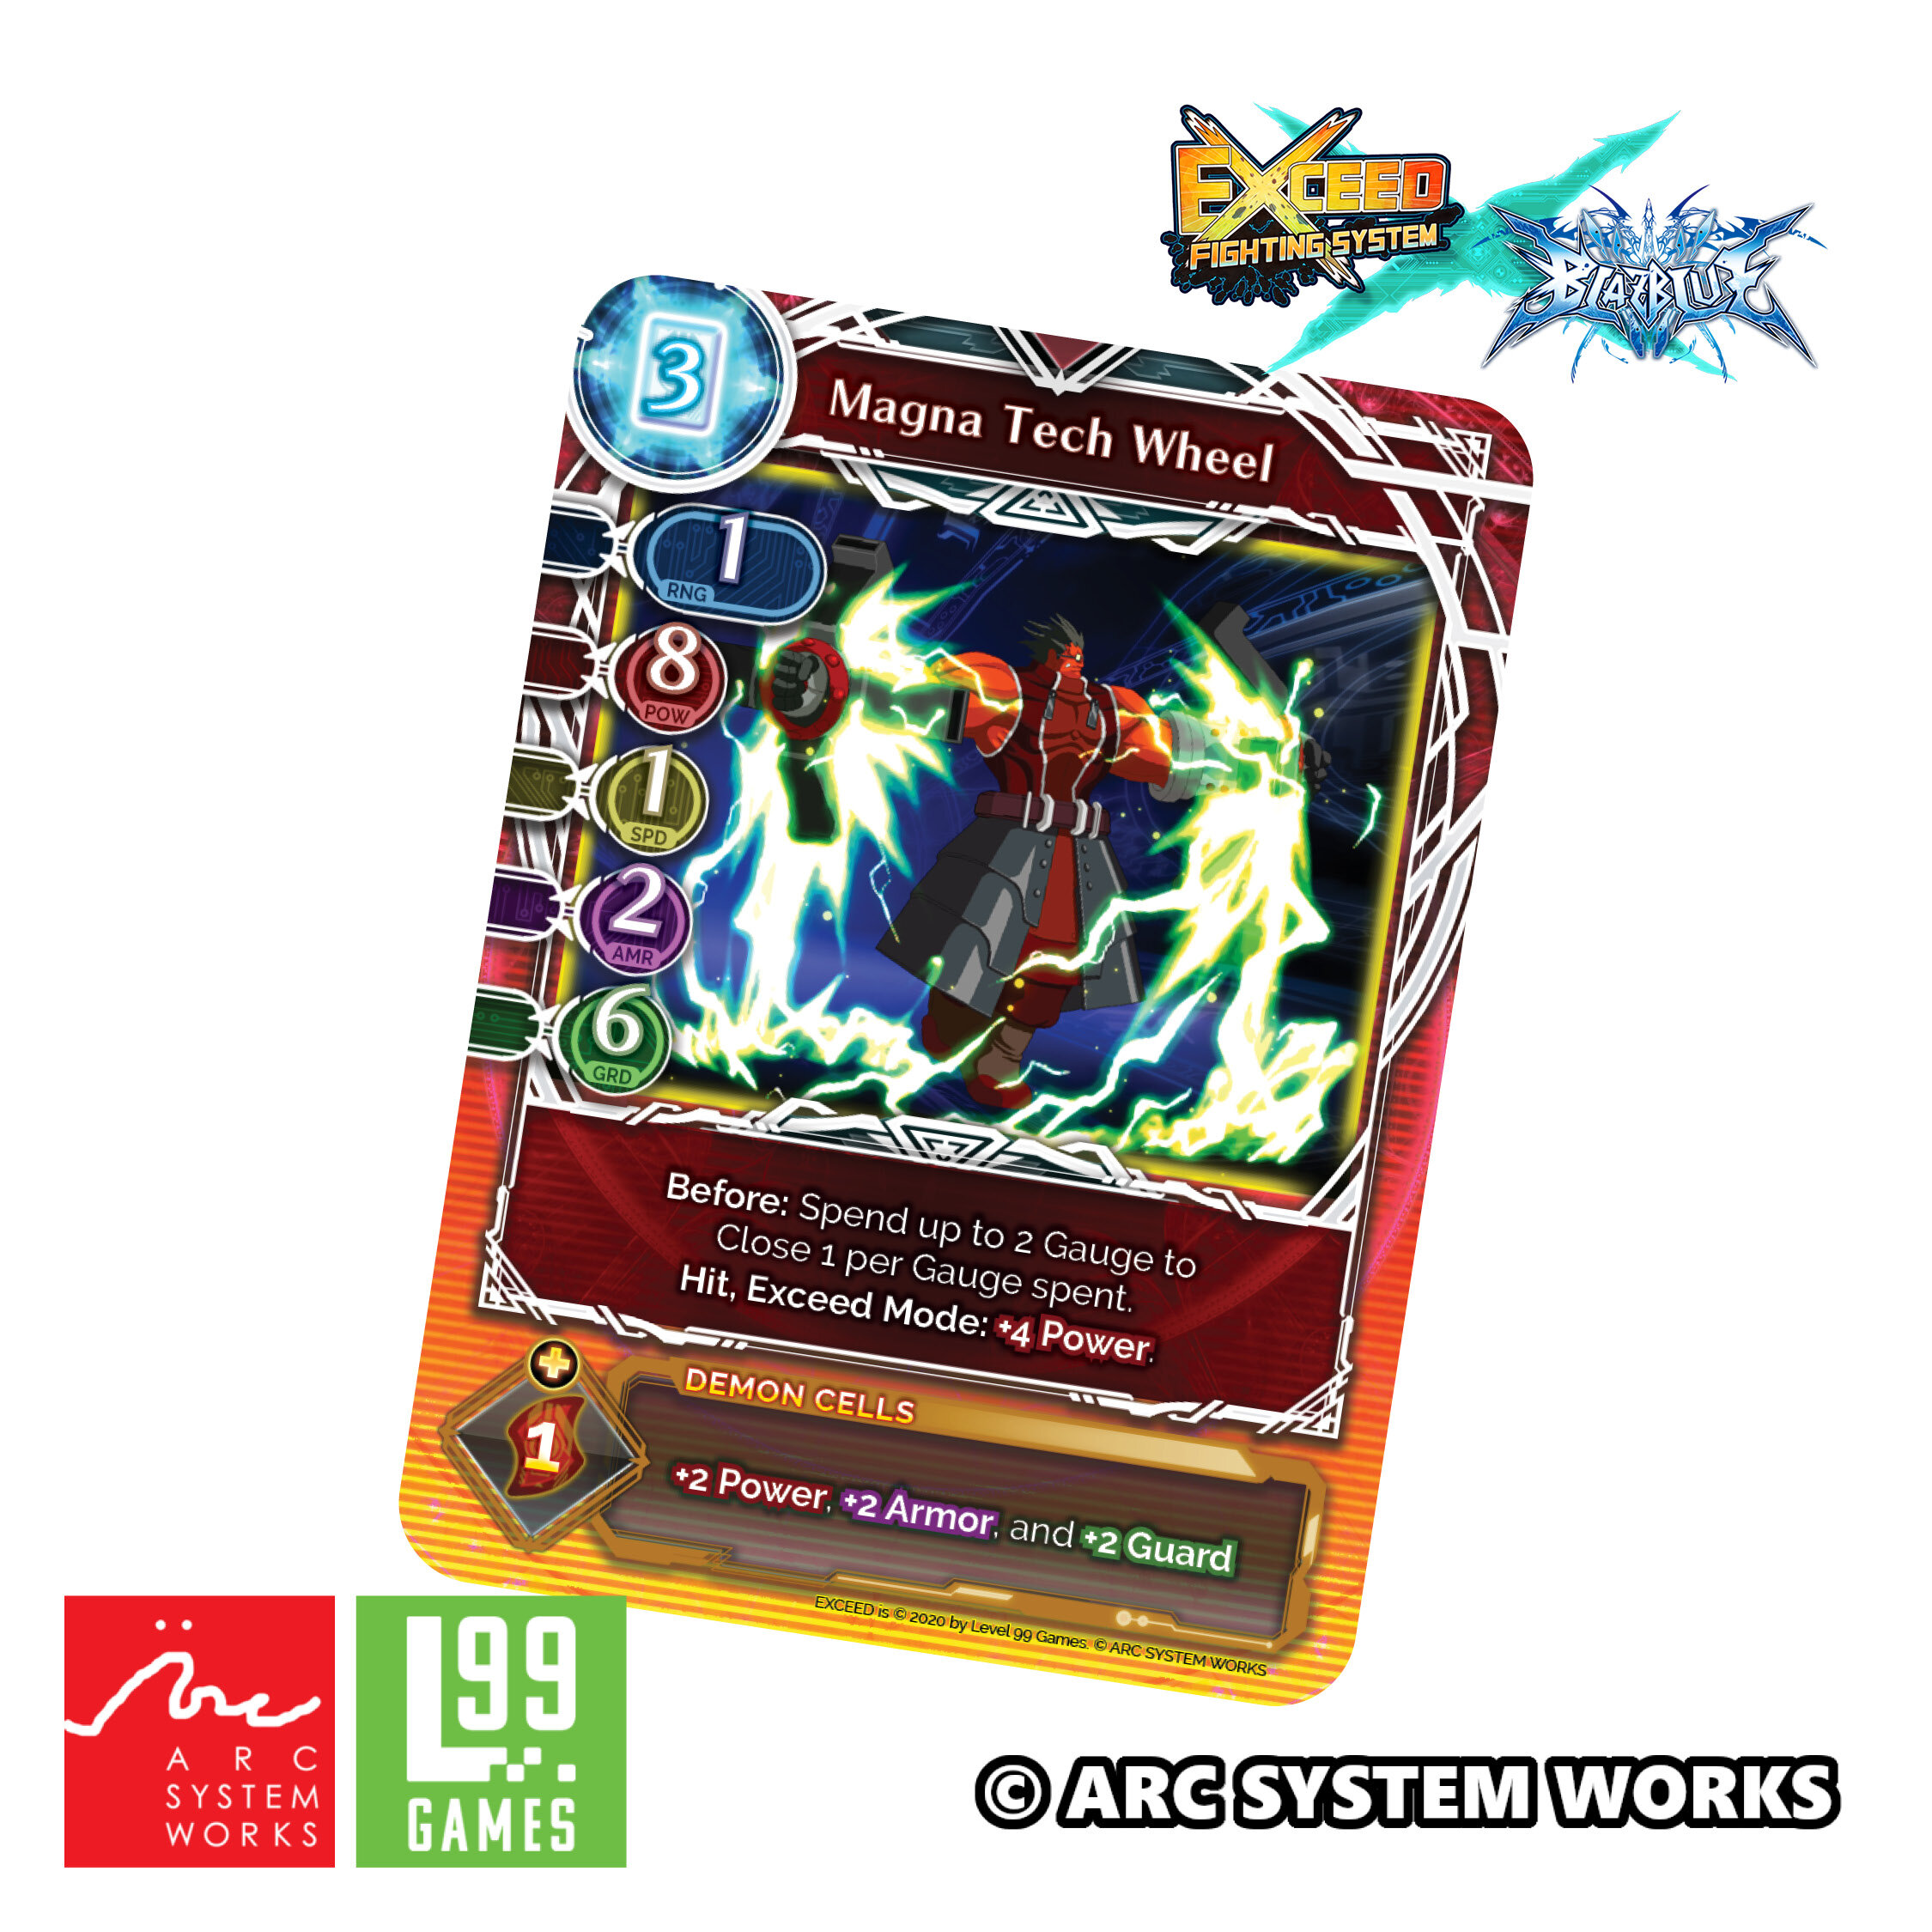 EXCEED
FIGHTING SYSTEM
BLAZBLUE
3
Magna Tech Wheel
1
RNG
8
POW
1
SPD
2
AMR
6
GRD
Before: Spend up to 2 Gauge to
Close 1 per Gauge spent.
Hit, Exceed Mode: +4 Power.
+
1
DEMON CELLS
+2 Power, +2 Armor, and +2 Guard
EXCEED is © 2020 by Level 99 Games. © ARC SYSTEM WORKS
Arc
ARC
SYSTEM
WORKS
L99
GAMES
© ARC SYSTEM WORKS